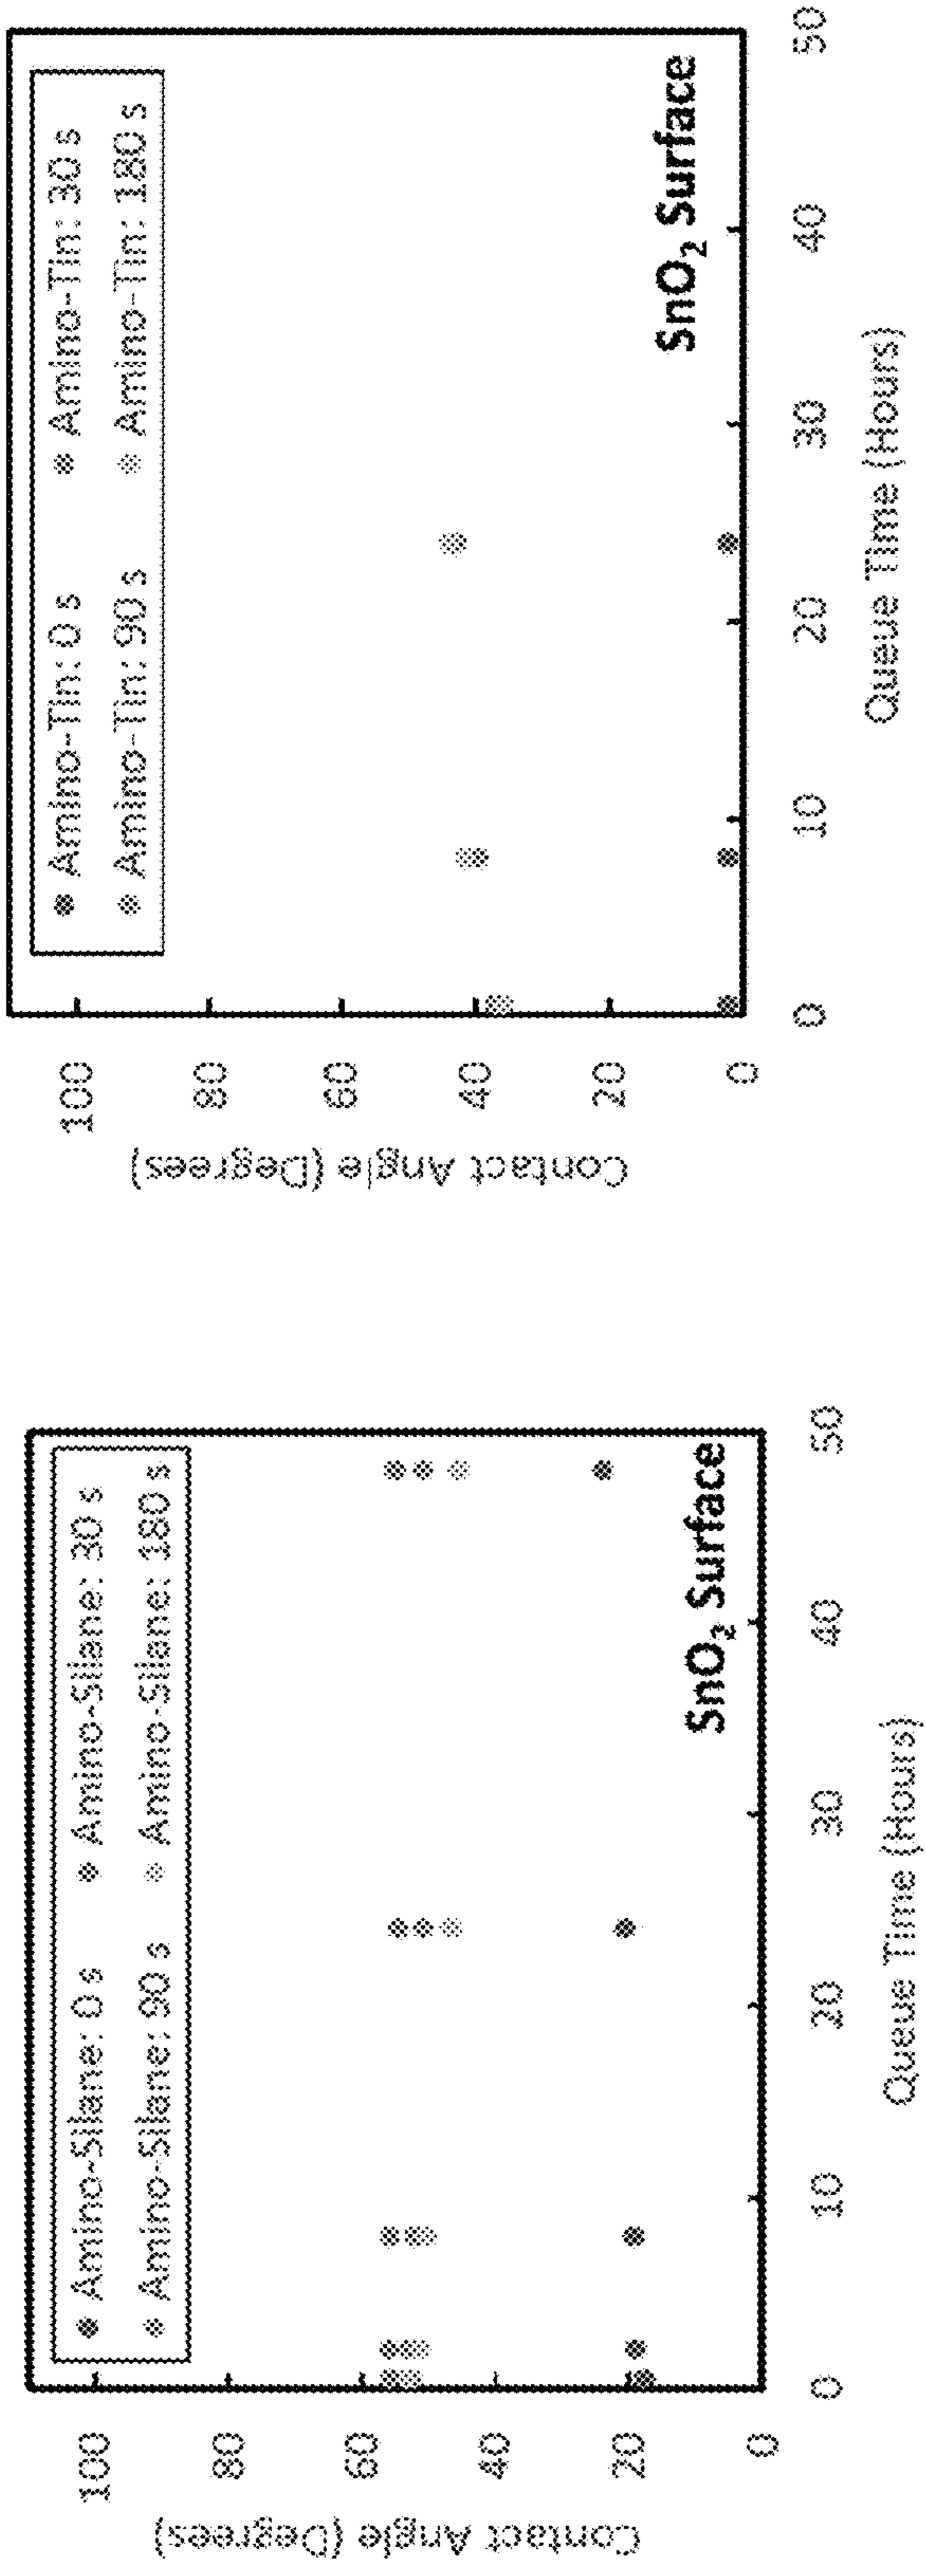 Amino-Silane: 0 s
Amino-Silane: 30 s
Amino-Silane: 90 s
Amino-Silane: 180 s
100
80
60
40
20
0
Contact Angle (Degrees)
SnO₂ Surface
0
10
20
30
40
50
Queue Time (Hours)
Amino-Tin: 0 s
Amino-Tin: 30 s
Amino-Tin: 90 s
Amino-Tin: 180 s
100
80
60
40
20
0
Contact Angle (Degrees)
SnO₂ Surface
0
10
20
30
40
50
Queue Time (Hours)